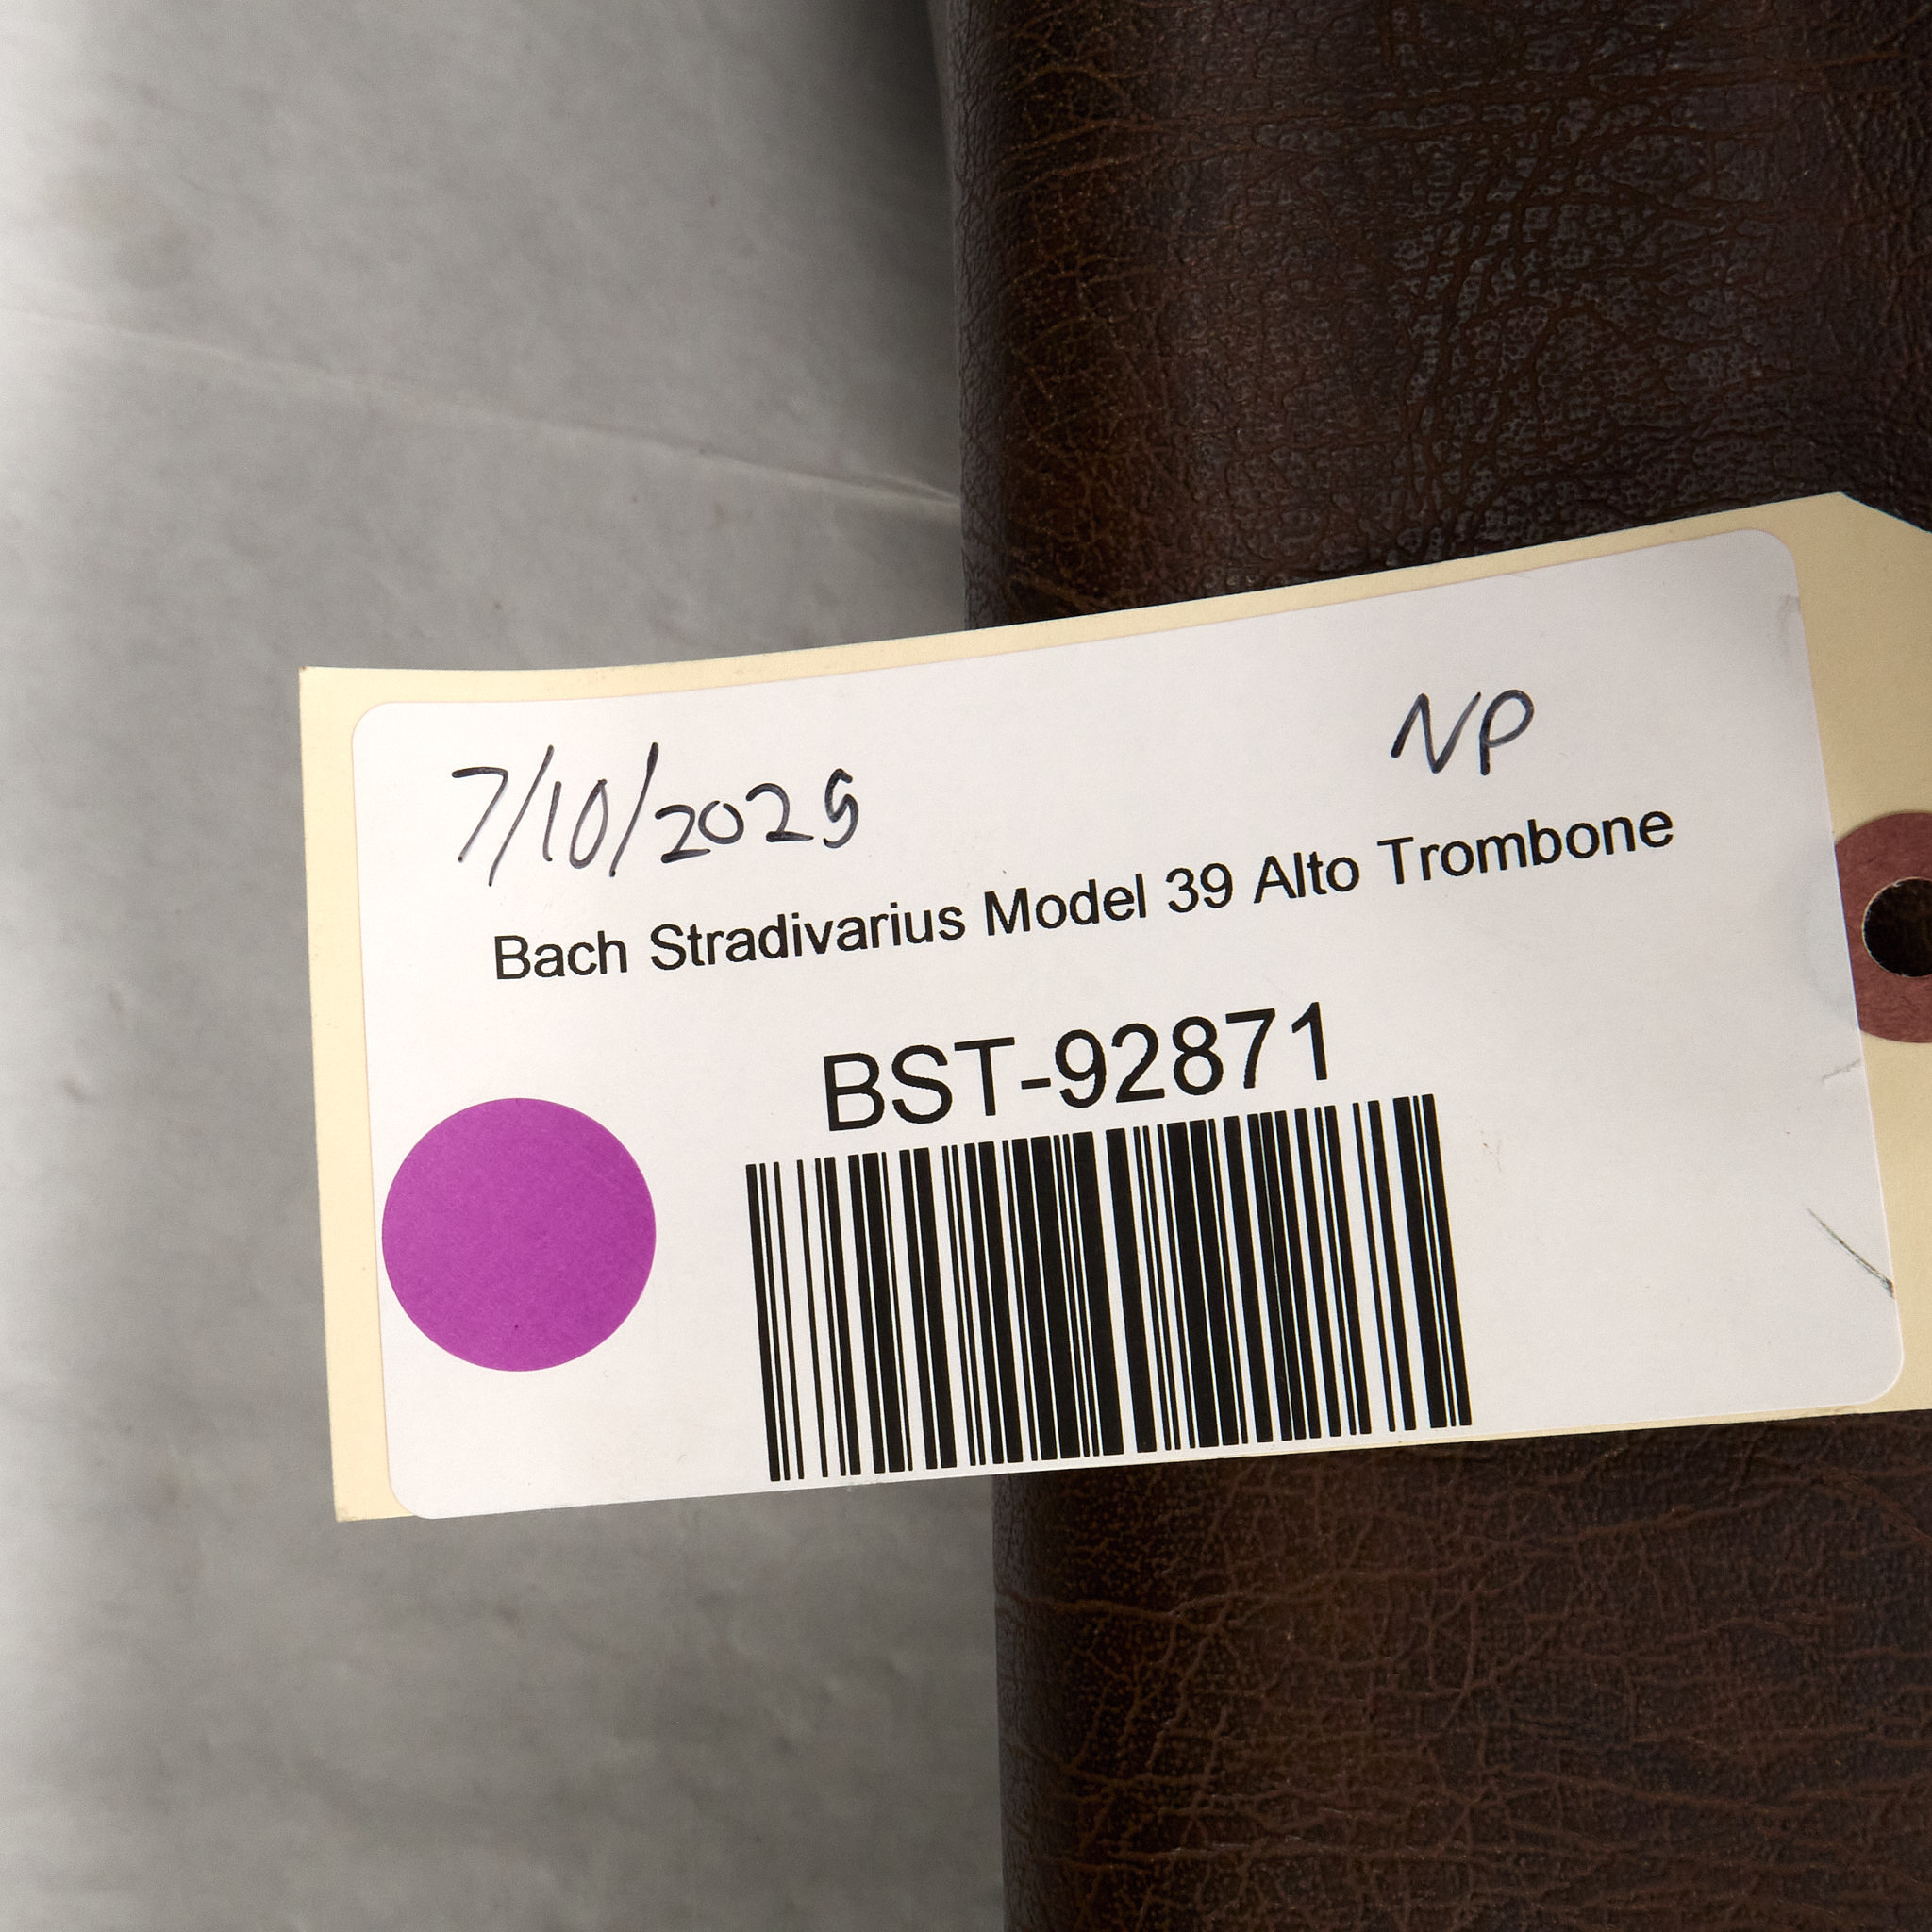 7/10/2025 NP
Bach Stradivarius Model 39 Alto Trombone
BST-92871